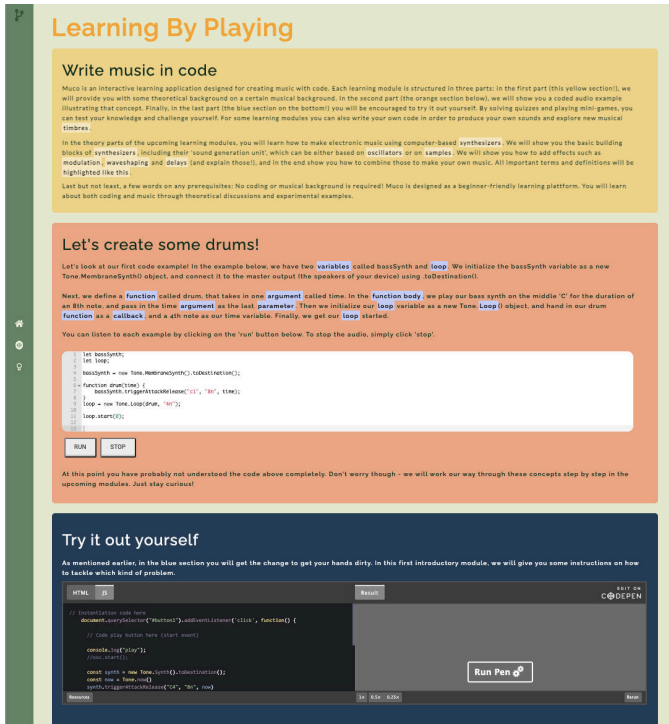 Learning By Playing
Write music in code
Muco is an interactive learning application designed for creating music with code. Each learning module is structured in three parts: in the first part (this yellow section!), we
will provide you with some theoretical background on a certain musical background. In the second part (the orange section below), we will show you a coded audio example
illustrating that concept. Finally, in the last part (the blue section on the bottom!) you will be encouraged to try it out yourself. By solving quizzes and playing mini-games, you
can test your knowledge and challenge yourself. For some learning modules you can also write your own code in order to produce your own sounds and explore new musical
timbres.
In the theory parts of the upcoming learning modules, you will learn how to make electronic music using computer-based synthesizers. We will show you the basic building
blocks of synthesizers, including their 'sound generation unit', which can be either based on oscillators or on samples. We will show you how to add effects such as
modulation, waveshaping and delays (and explain those!), and in the end show you how to combine those to make your own music. All important terms and definitions will be
highlighted like this.
Last but not least, a few words on any prerequisites: No coding or musical background is required! Muco is designed as a beginner-friendly learning plattform. You will learn
about both coding and music through theoretical discussions and experimental examples.
Let's create some drums!
Let's look at our first code example! In the example below, we have two variables called bassSynth and loop. We initialize the bassSynth variable as a new
Tone.MembraneSynth() object, and connect it to the master output (the speakers of your device) using .toDestination().
Next, we define a function called drum, that takes in one argument called time. In the function body, we play our bass synth on the middle 'C' for the duration of
an 8th note, and pass in the time argument as the last parameter. Then we initialize our loop variable as a new Tone.Loop() object, and hand in our drum
function as a callback, and a 4th note as our time variable. Finally, we get our loop started.
You can listen to each example by clicking on the 'run' button below. To stop the audio, simply click 'stop'.
1 let bassSynth;
2 let loop;
3
4 bassSynth = new Tone.MembraneSynth().toDestination();
5
6 function drum(time) {
7 bassSynth.triggerAttackRelease("c1", "8n", time);
8 }
9 loop = new Tone.Loop(drum, "4n");
10
11 loop.start(0);
12
13
RUN STOP
At this point you have probably not understood the code above completely. Don't worry though - we will work our way through these concepts step by step in the
upcoming modules. Just stay curious!
Try it out yourself
As mentioned earlier, in the blue section you will get the change to get your hands dirty. In this first introductory module, we will give you some instructions on how
to tackle which kind of problem.
HTML JS Result EDIT ON
CODEPEN
// Instantiation code here
document.querySelector("#button1").addEventListener('click', function() {
// Code play button here (start event)
console.log("play");
//osc.start();
const synth = new Tone.Synth().toDestination();
const now = Tone.now()
synth.triggerAttackRelease("C4", "8n", now)
Run Pen
Resources 1x 0.5x 0.25x Rerun